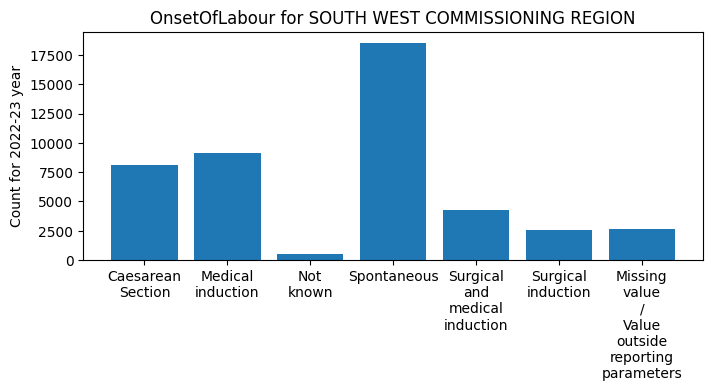 OnsetOfLabour for SOUTH WEST COMMISSIONING REGION
Count for 2022-23 year
17500
15000
12500
10000
7500
5000
2500
0
Caesarean
Section
Medical
induction
Not
known
Spontaneous
Surgical
and
medical
induction
Surgical
induction
Missing
value
/
Value
outside
reporting
parameters